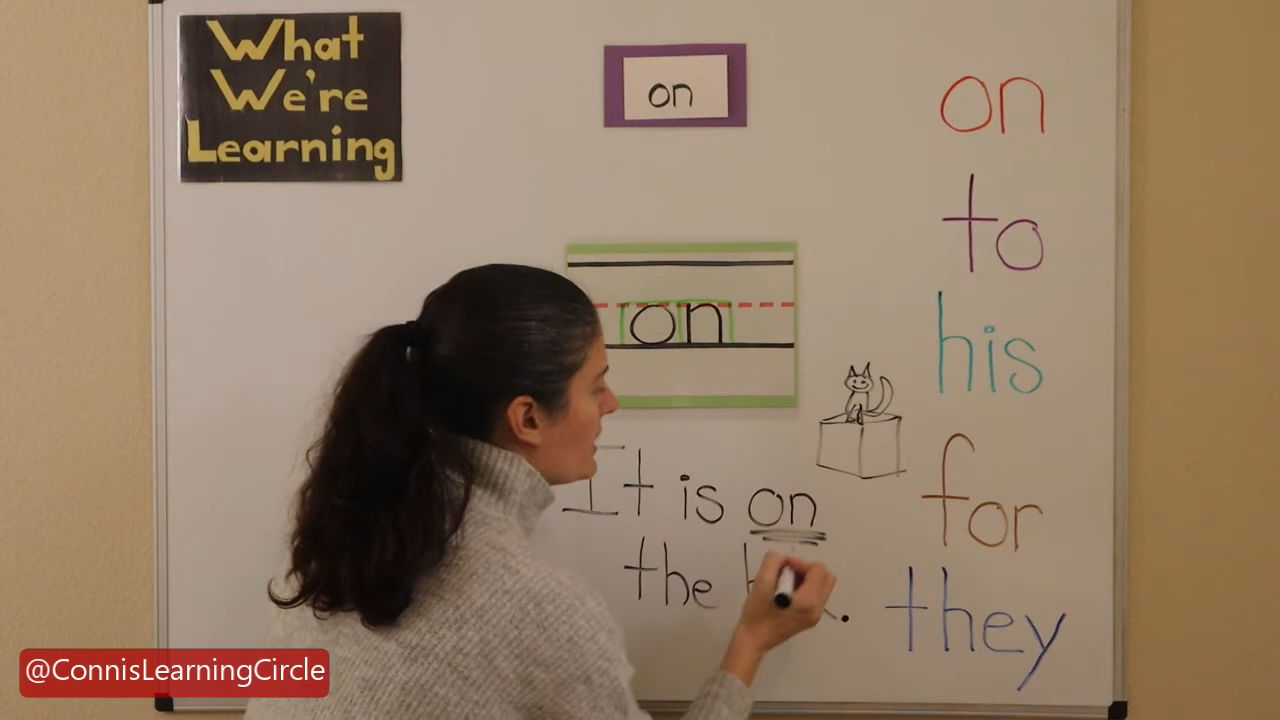 What
We're
Learning
on
on
It is on
the
on
to
his
for
they
@ConnisLearningCircle